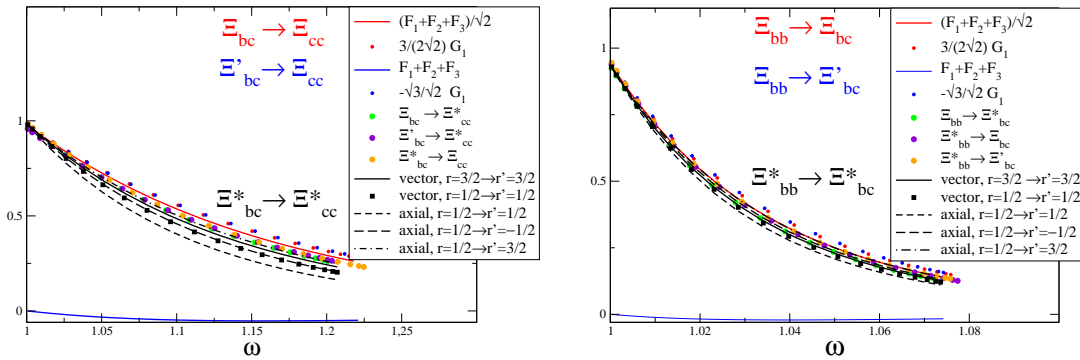 Ξbc → Ξcc
Ξ'bc → Ξcc
Ξ*bc → Ξ*cc
(F1+F2+F3)/√2
3/(2√2) G1
F1+F2+F3
-√3/√2 G1
Ξbc → Ξ*cc
Ξ'bc → Ξ*cc
Ξ*bc → Ξcc
vector, r=3/2→r'=3/2
vector, r=1/2→r'=1/2
axial, r=1/2→r'=1/2
axial, r=1/2→r'=−1/2
axial, r=1/2→r'=3/2
1
0.5
0
1
1.05
1.1
1.15
1.2
1,25
ω
Ξbb → Ξbc
Ξbb → Ξ'bc
Ξ*bb → Ξ*bc
(F1+F2+F3)/√2
3/(2√2) G1
F1+F2+F3
-√3/√2 G1
Ξbb → Ξ*bc
Ξ*bb → Ξbc
Ξ*bb → Ξ'bc
vector, r=3/2→r'=3/2
vector, r=1/2→r'=1/2
axial, r=1/2→r'=1/2
axial, r=1/2→r'=−1/2
axial, r=1/2→r'=3/2
1
0.5
0
1
1.02
1.04
1.06
1.08
ω